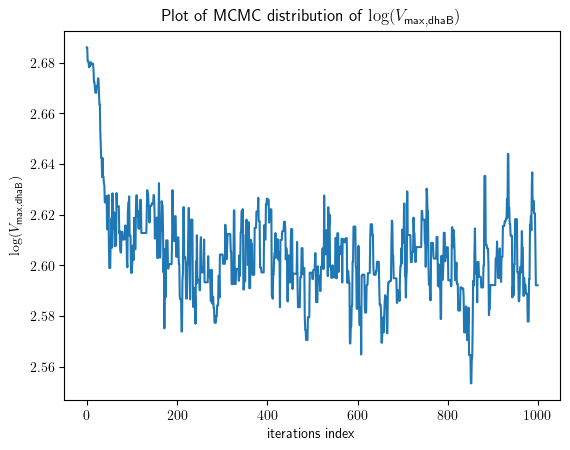 Plot of MCMC distribution of log(V_max,dhaB)
log(V_max,dhaB)
2.68
2.66
2.64
2.62
2.60
2.58
2.56
0 200 400 600 800 1000
iterations index